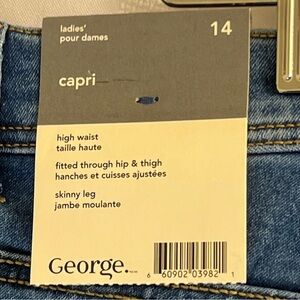 ladies' 14
pour dames
capri
high waist
taille haute
fitted through hip & thigh
hanches et cuisses ajustées
skinny leg
jambe moulante
George.
6 60902 03982 1